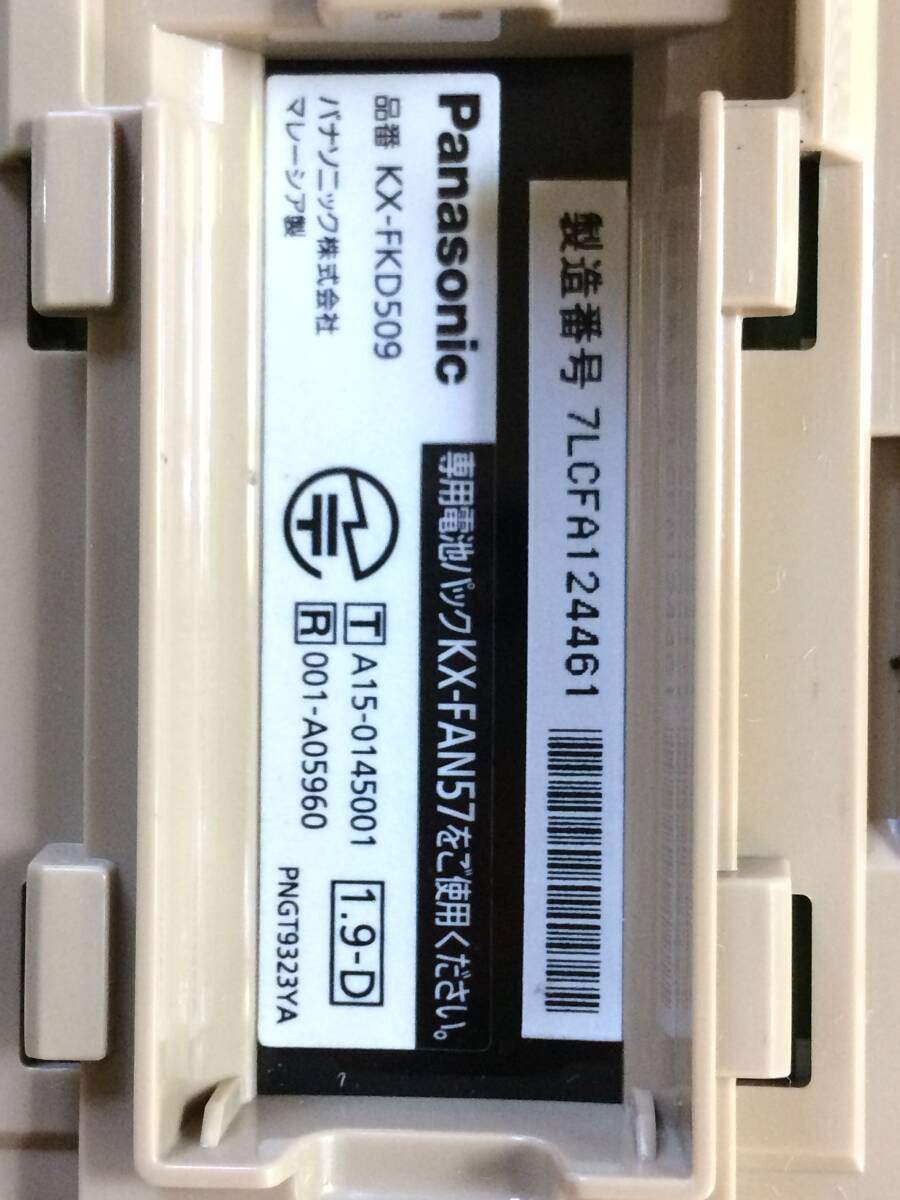 製造番号 7LCFA124461
Panasonic
専用電池パックKX-FAN57をご使用ください。
品番 KX-FKD509
パナソニック株式会社
マレーシア製
T A15-0145001
R 001-A05960
1.9-D
PNGT9323YA